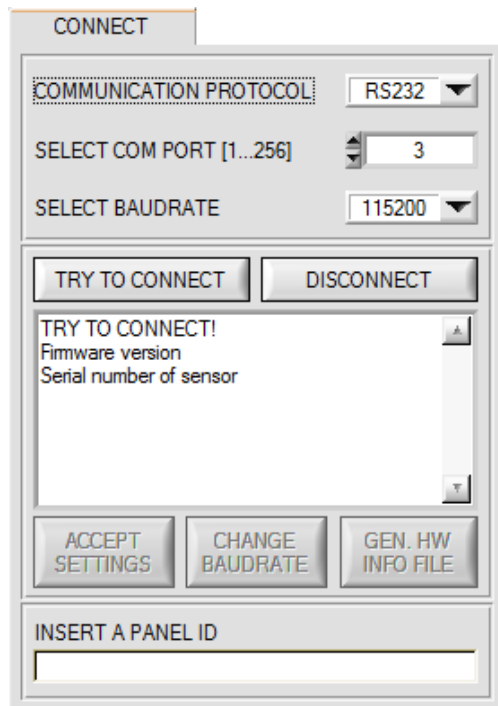 CONNECT
COMMUNICATION PROTOCOL RS232
SELECT COM PORT [1...256] 3
SELECT BAUDRATE 115200
TRY TO CONNECT DISCONNECT
TRY TO CONNECT!
Firmware version
Serial number of sensor
ACCEPT SETTINGS CHANGE BAUDRATE GEN. HW INFO FILE
INSERT A PANEL ID